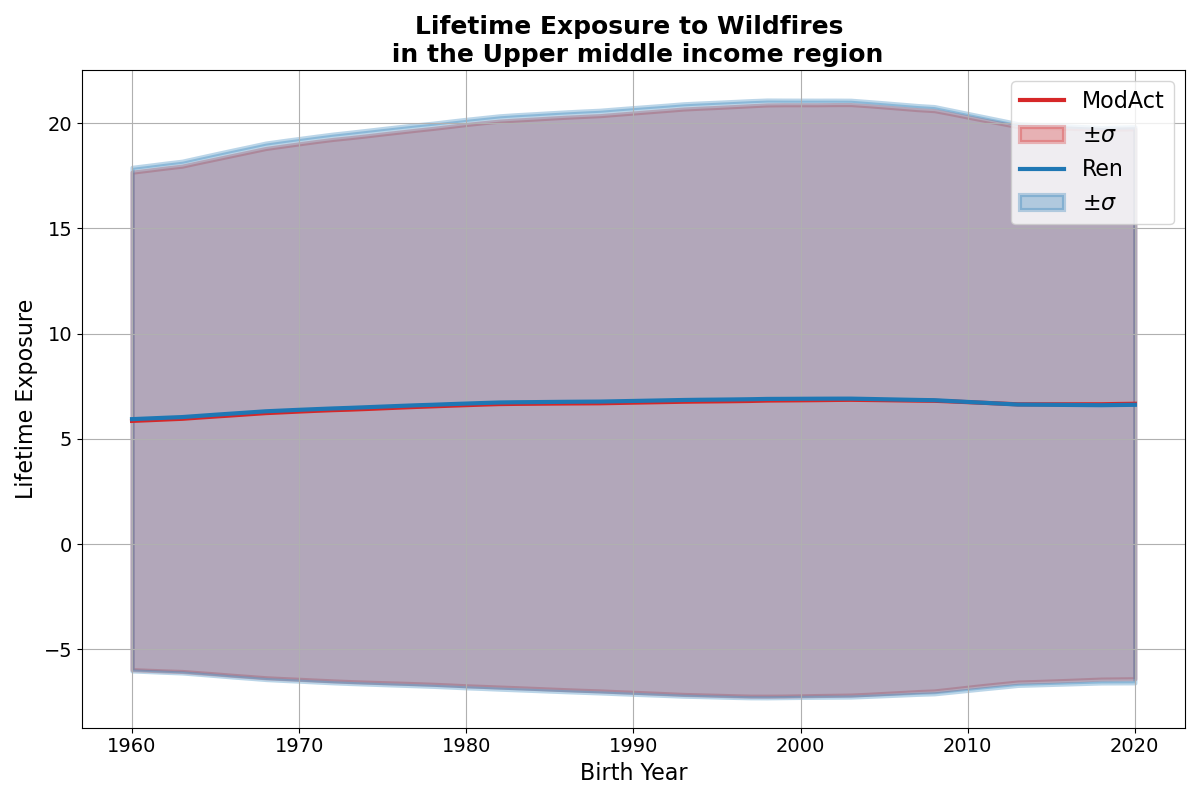 Lifetime Exposure to Wildfires
in the Upper middle income region
Lifetime Exposure
20
15
10
5
0
−5
1960
1970
1980
1990
2000
2010
2020
Birth Year
ModAct
±σ
Ren
±σ